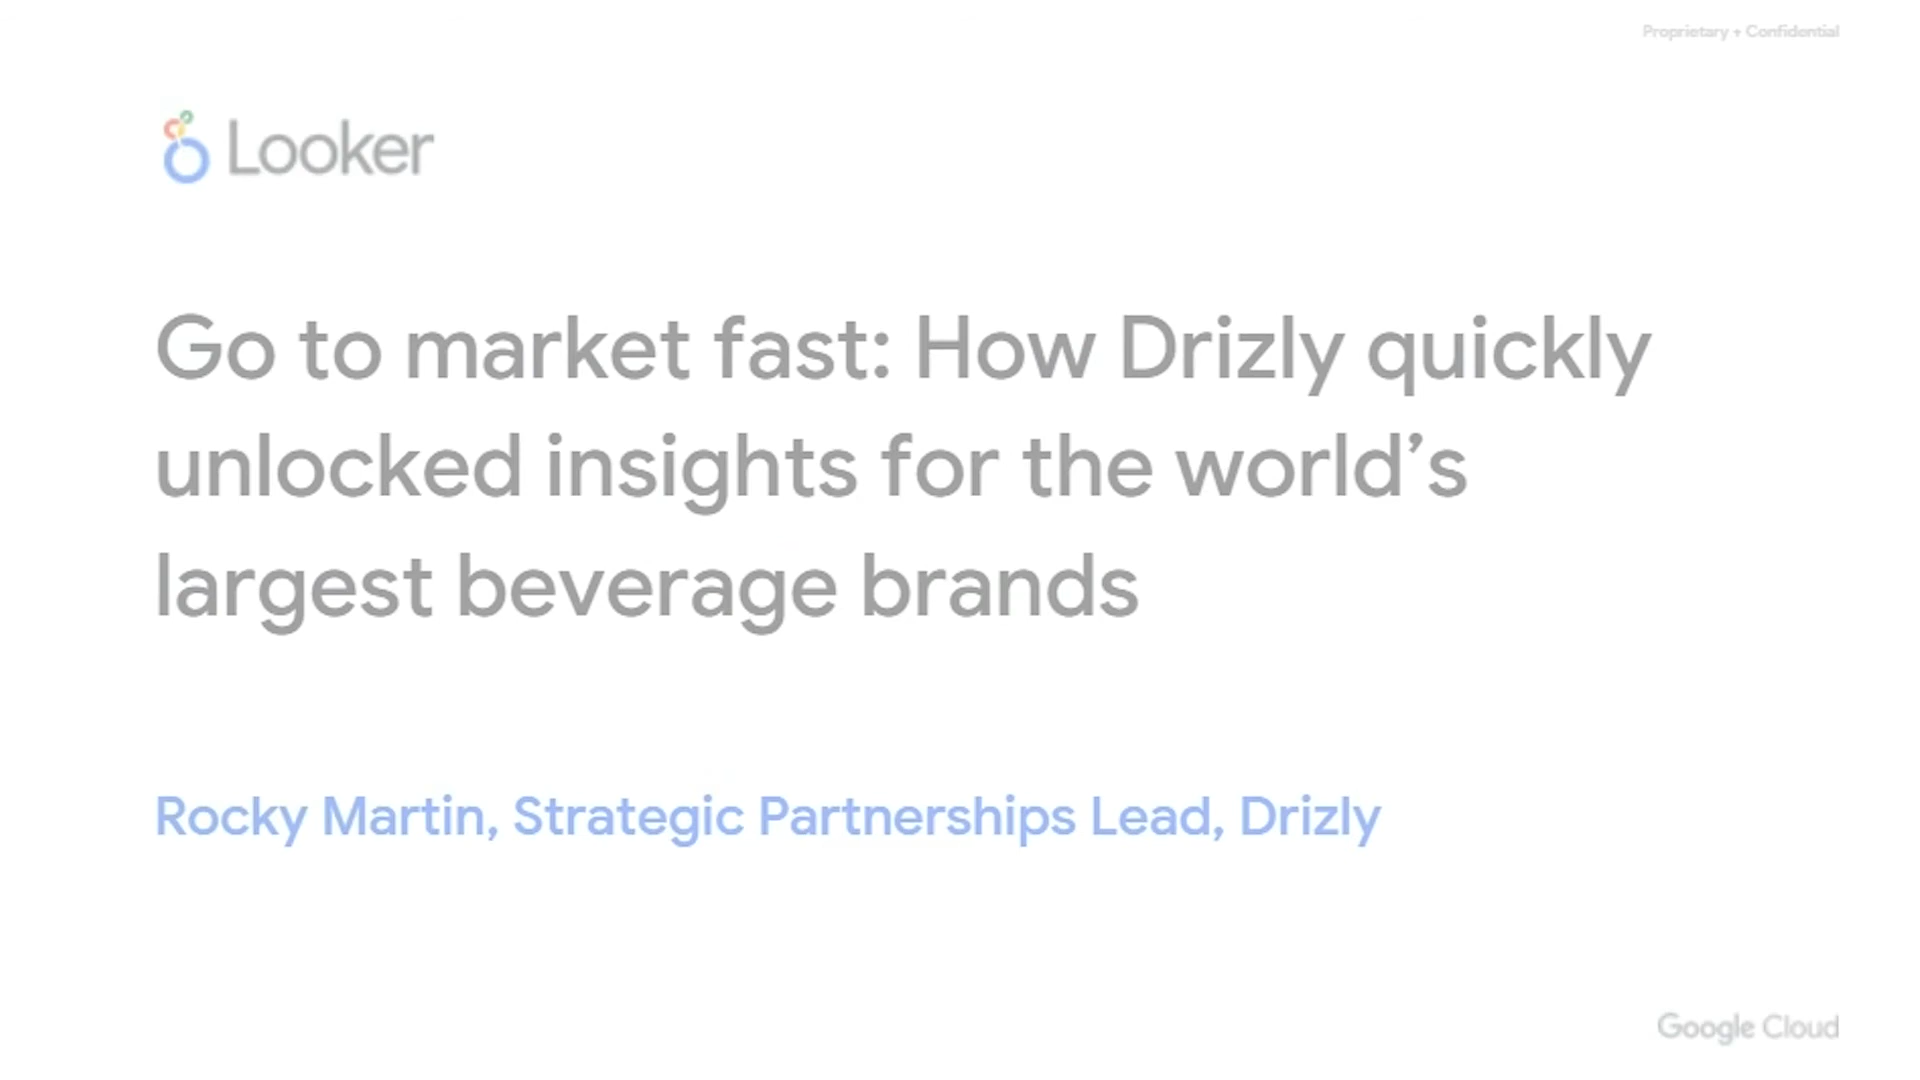 Proprietary + Confidential
Looker
Go to market fast: How Drizly quickly
unlocked insights for the world’s
largest beverage brands
Rocky Martin, Strategic Partnerships Lead, Drizly
Google Cloud